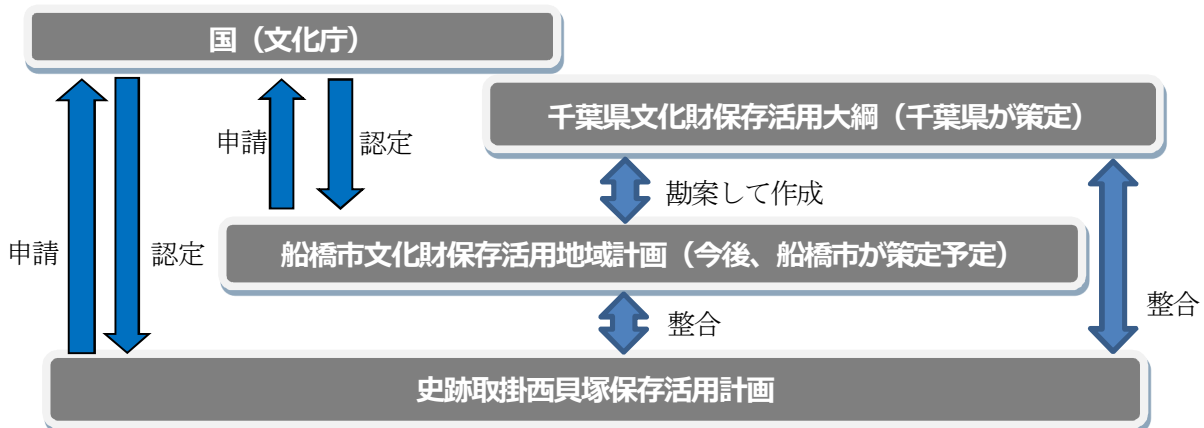 国（文化庁）
千葉県文化財保存活用大綱（千葉県が策定）
申請
認定
勘案して作成
船橋市文化財保存活用地域計画（今後、船橋市が策定予定）
申請
認定
整合
整合
史跡取掛西貝塚保存活用計画